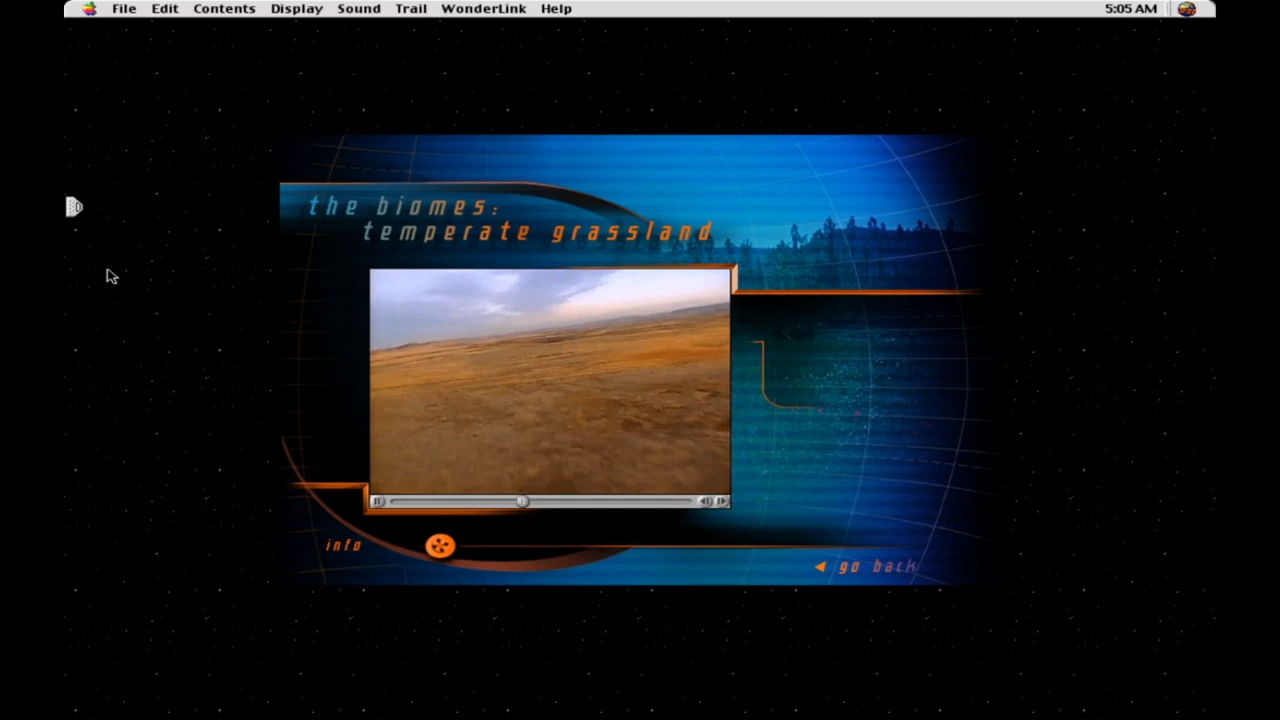 File Edit Contents Display Sound Trail WonderLink Help 5:05 AM
the biomes:
temperate grassland
info
go back